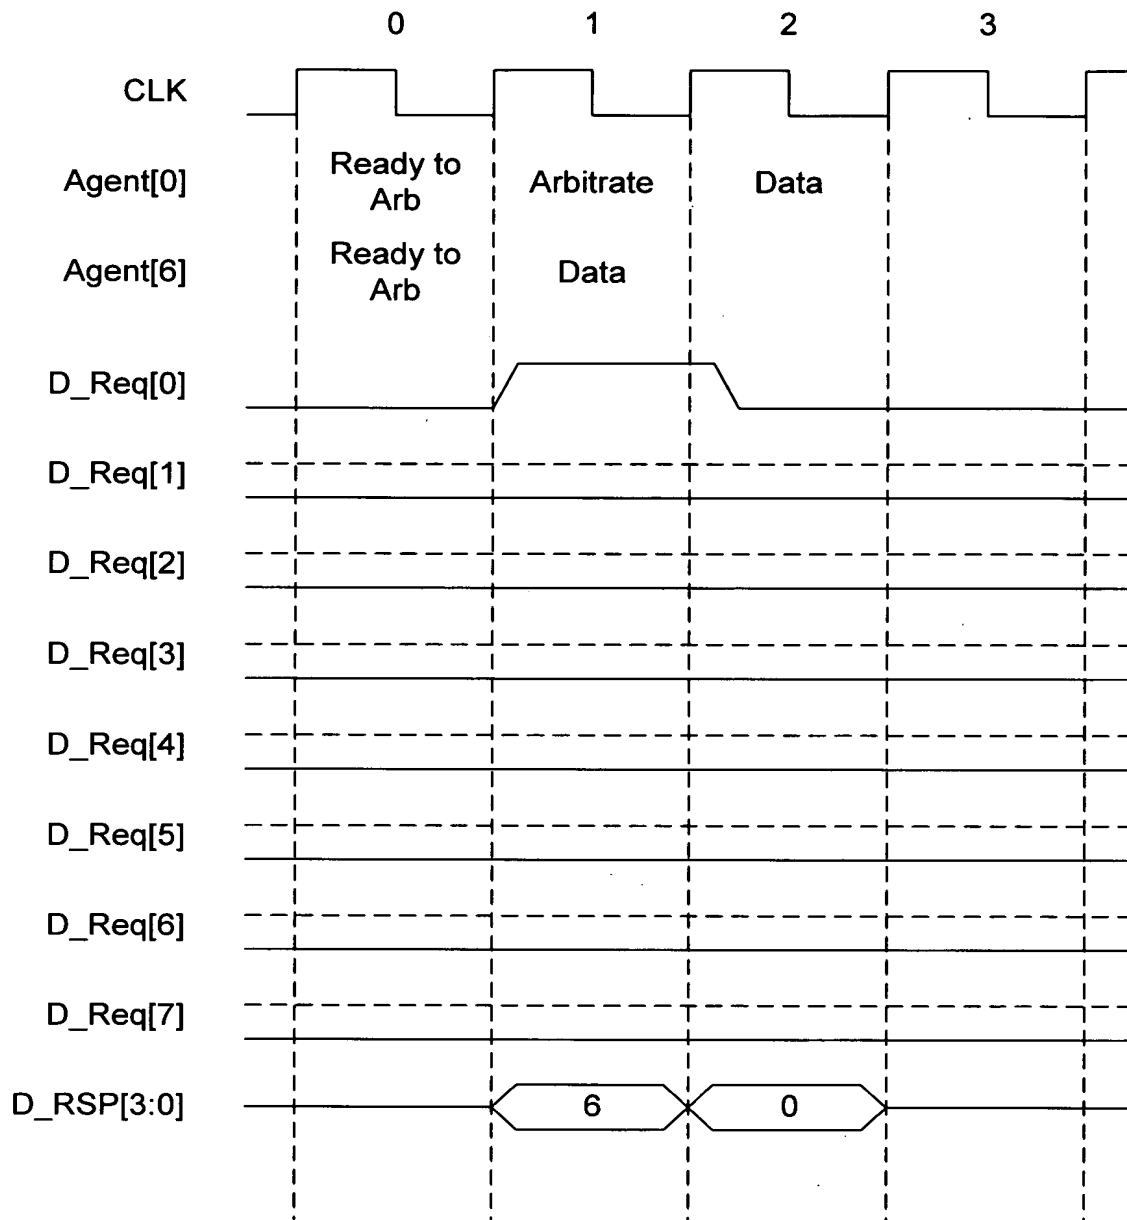 0 1 2 3
CLK
Agent[0] Ready to Arb Arbitrate Data
Agent[6] Ready to Arb Data
D_Req[0]
D_Req[1]
D_Req[2]
D_Req[3]
D_Req[4]
D_Req[5]
D_Req[6]
D_Req[7]
D_RSP[3:0] 6 0